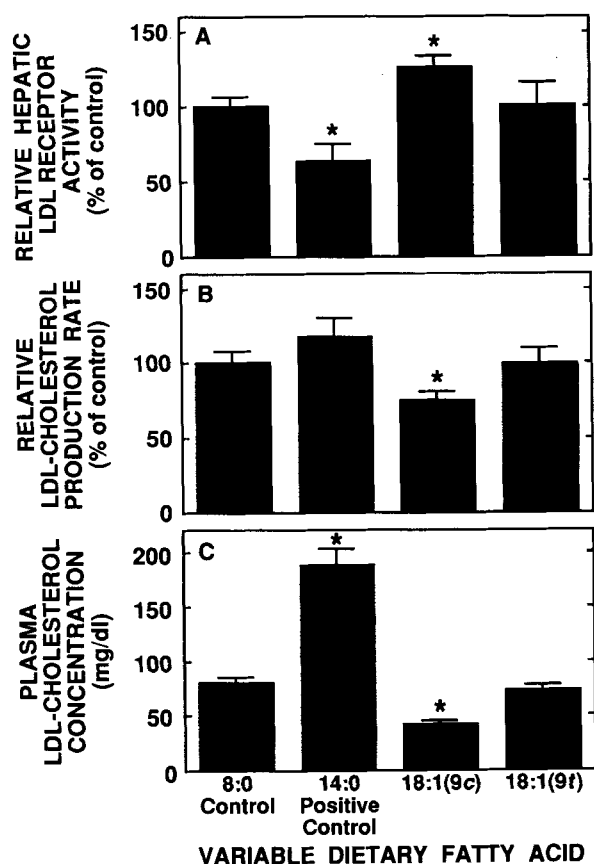 RELATIVE HEPATIC
LDL RECEPTOR
ACTIVITY
(% of control)
A
150
100
50
0
*
*
RELATIVE
LDL-CHOLESTEROL
PRODUCTION RATE
(% of control)
B
150
100
50
0
*
PLASMA
LDL-CHOLESTEROL
CONCENTRATION
(mg/dl)
C
200
150
100
50
0
*
*
8:0
Control
14:0
Positive
Control
18:1(9c)
18:1(9t)
VARIABLE DIETARY FATTY ACID